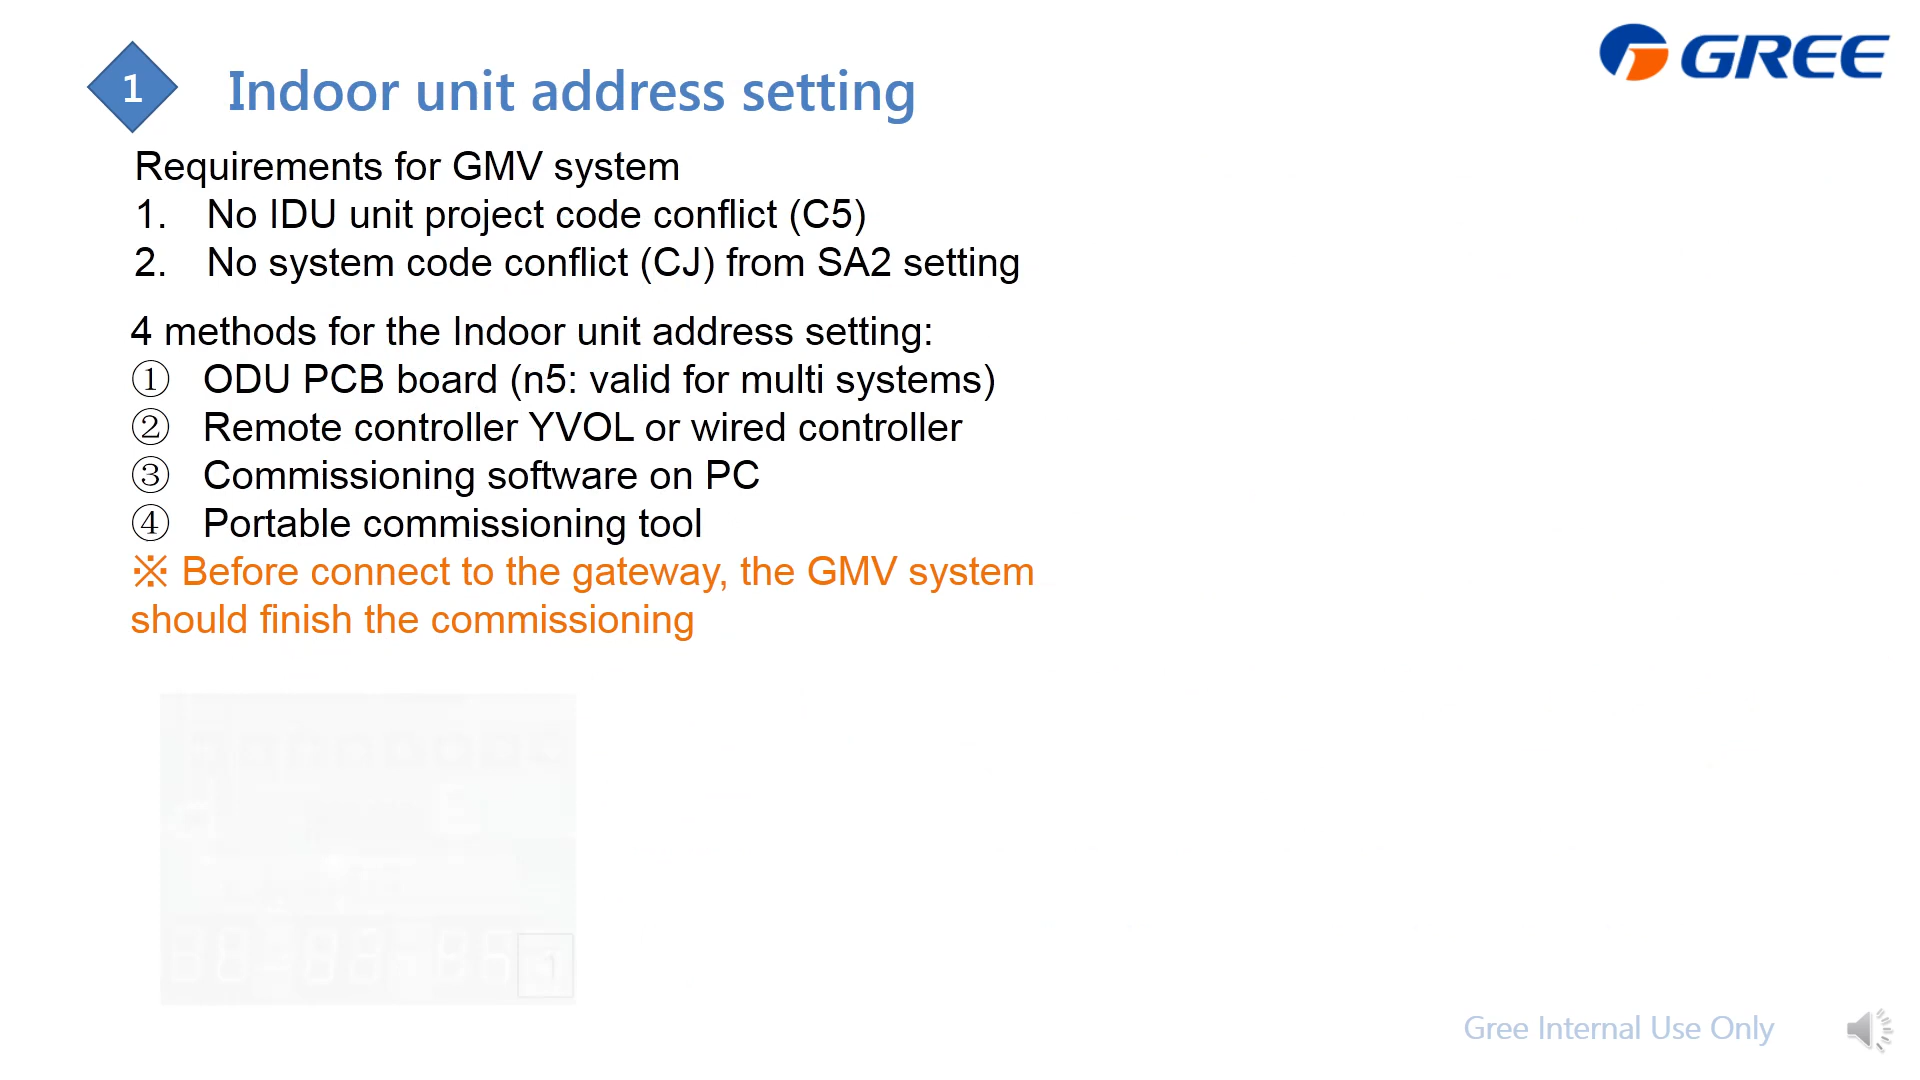 1
Indoor unit address setting
GREE
Requirements for GMV system
1. No IDU unit project code conflict (C5)
2. No system code conflict (CJ) from SA2 setting
4 methods for the Indoor unit address setting:
① ODU PCB board (n5: valid for multi systems)
② Remote controller YVOL or wired controller
③ Commissioning software on PC
④ Portable commissioning tool
※ Before connect to the gateway, the GMV system
should finish the commissioning
1
Gree Internal Use Only